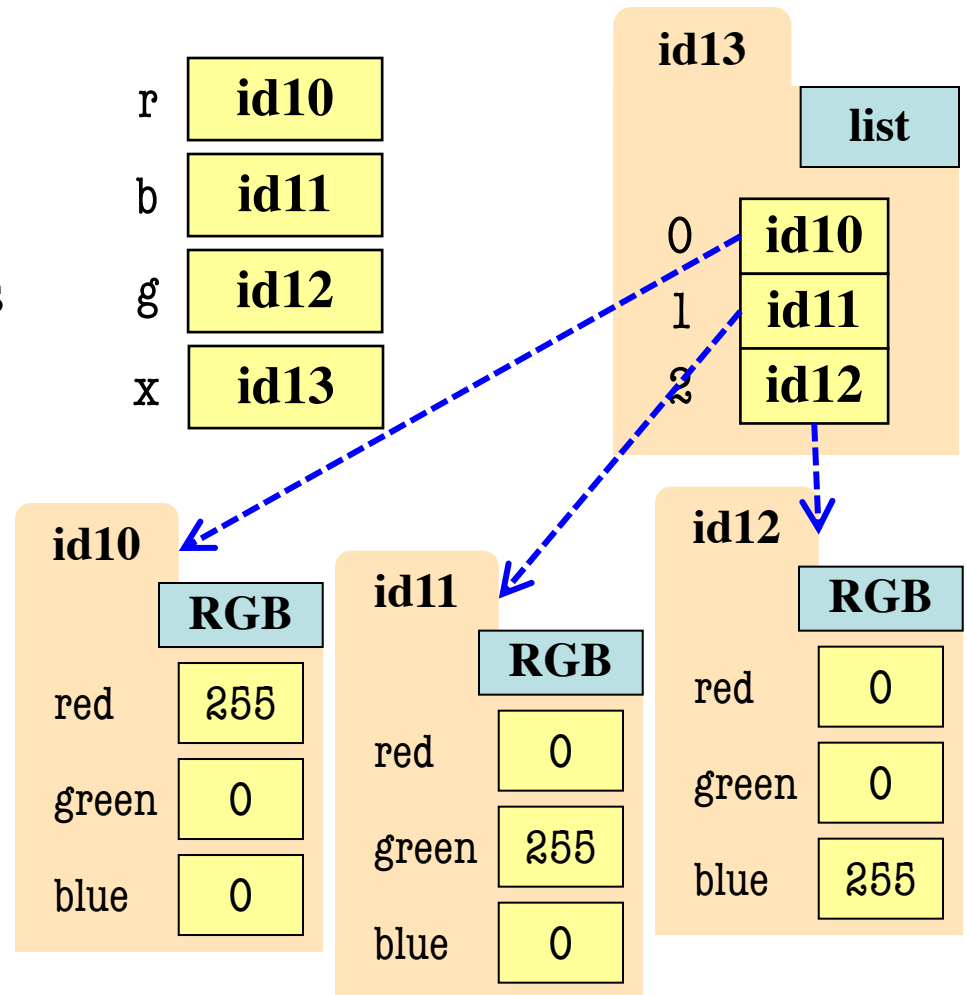 r id10
b id11
s g id12
x id13
id13
list
0 id10
1 id11
2 id12
id10
RGB
red 255
green 0
blue 0
id11
RGB
red 0
green 255
blue 0
id12
RGB
red 0
green 0
blue 255